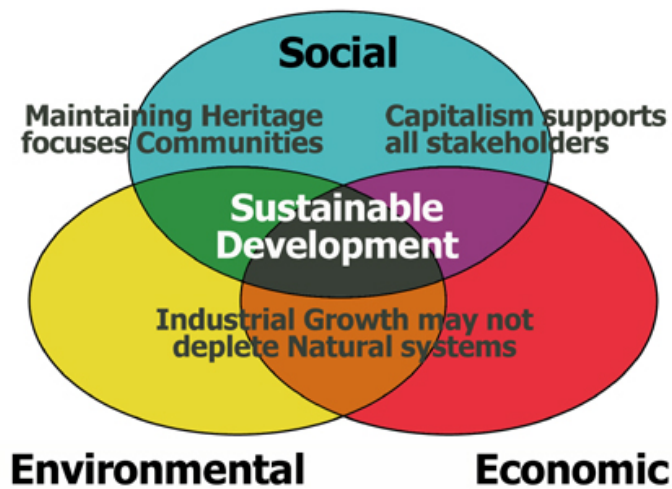 Social
Maintaining Heritage
focuses Communities
Capitalism supports
all stakeholders
Sustainable
Development
Industrial Growth may not
deplete Natural systems
Environmental
Economic